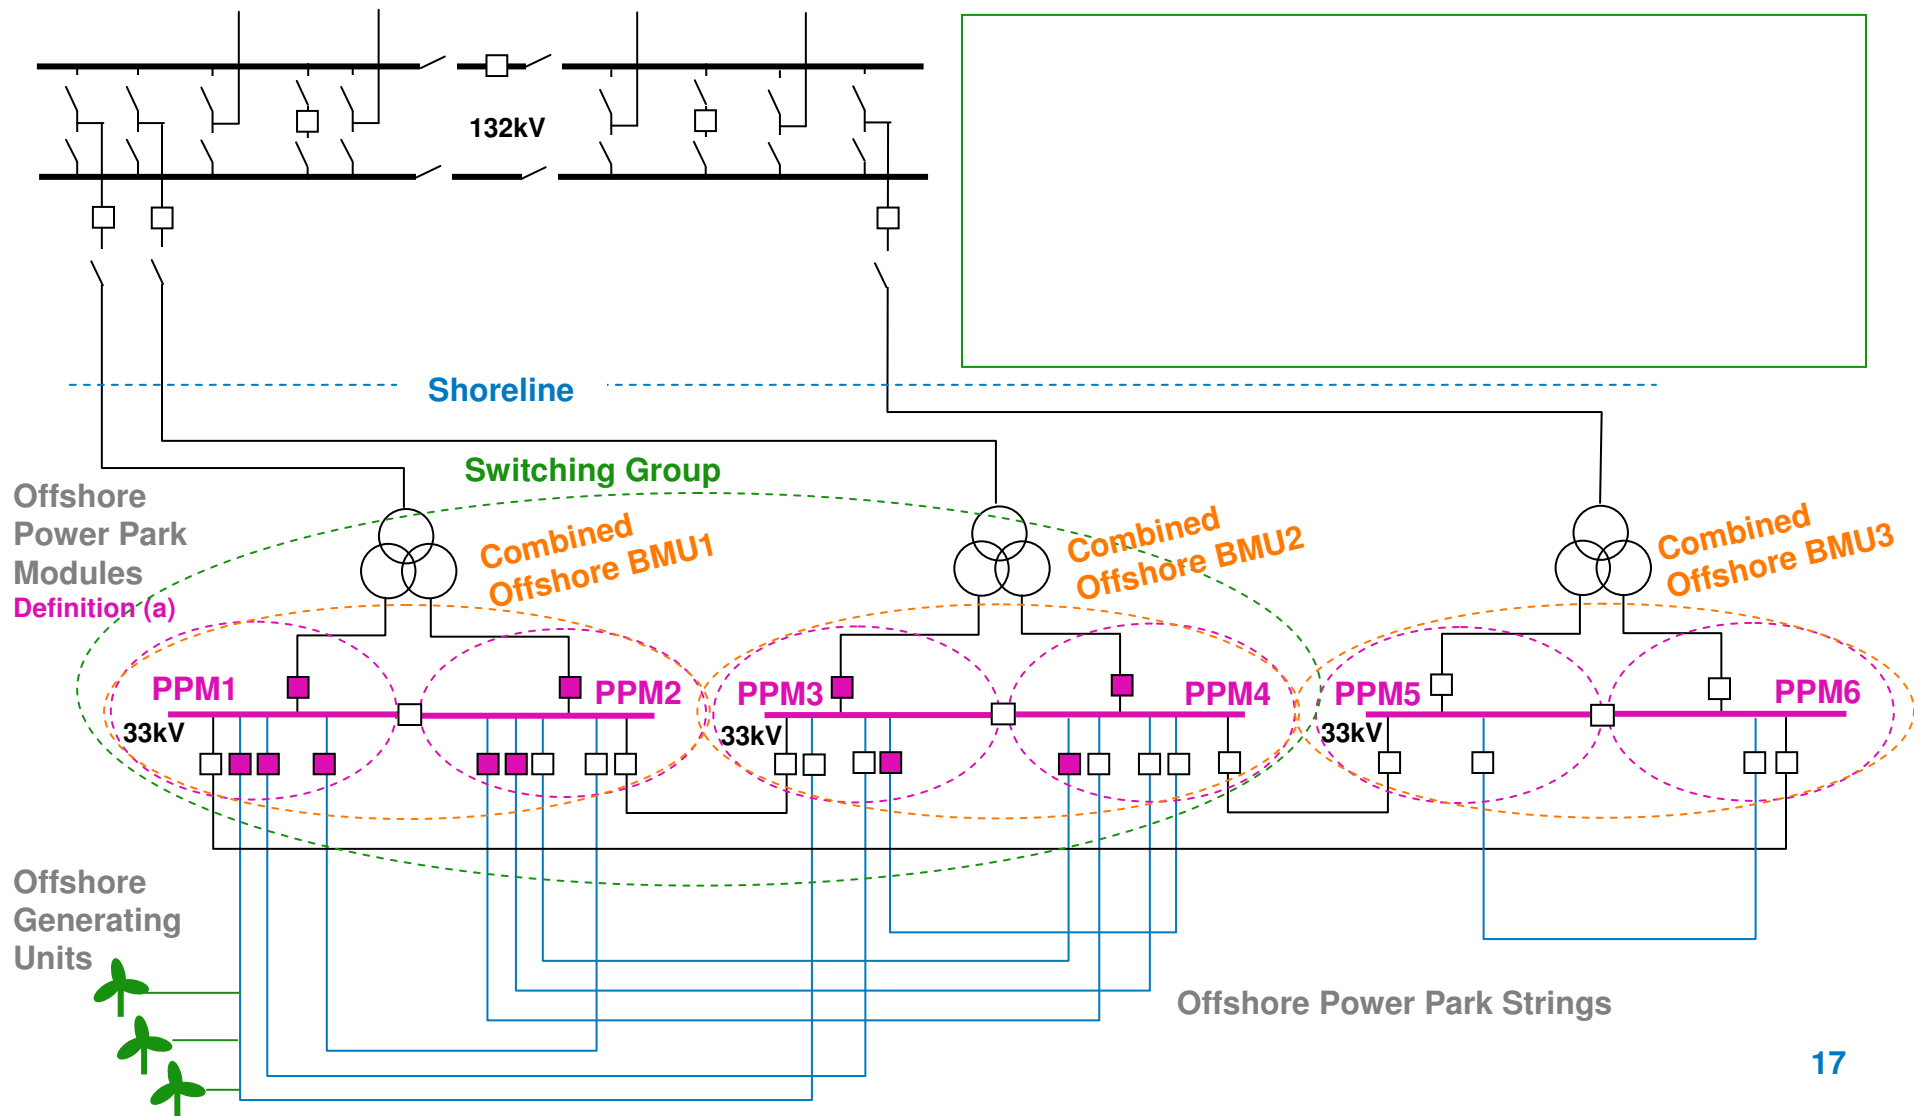 132kV
Shoreline
Switching Group
Offshore
Power Park
Modules
Definition (a)
Combined
Offshore BMU1
Combined
Offshore BMU2
Combined
Offshore BMU3
PPM1
PPM2
PPM3
PPM4
PPM5
PPM6
33kV
33kV
33kV
Offshore
Generating
Units
Offshore Power Park Strings
17